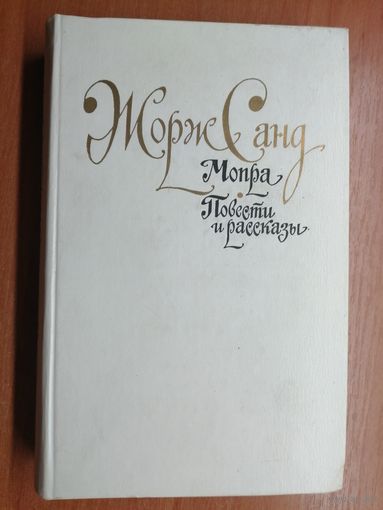 Жорж Санд
Мопра
Повести
и рассказы